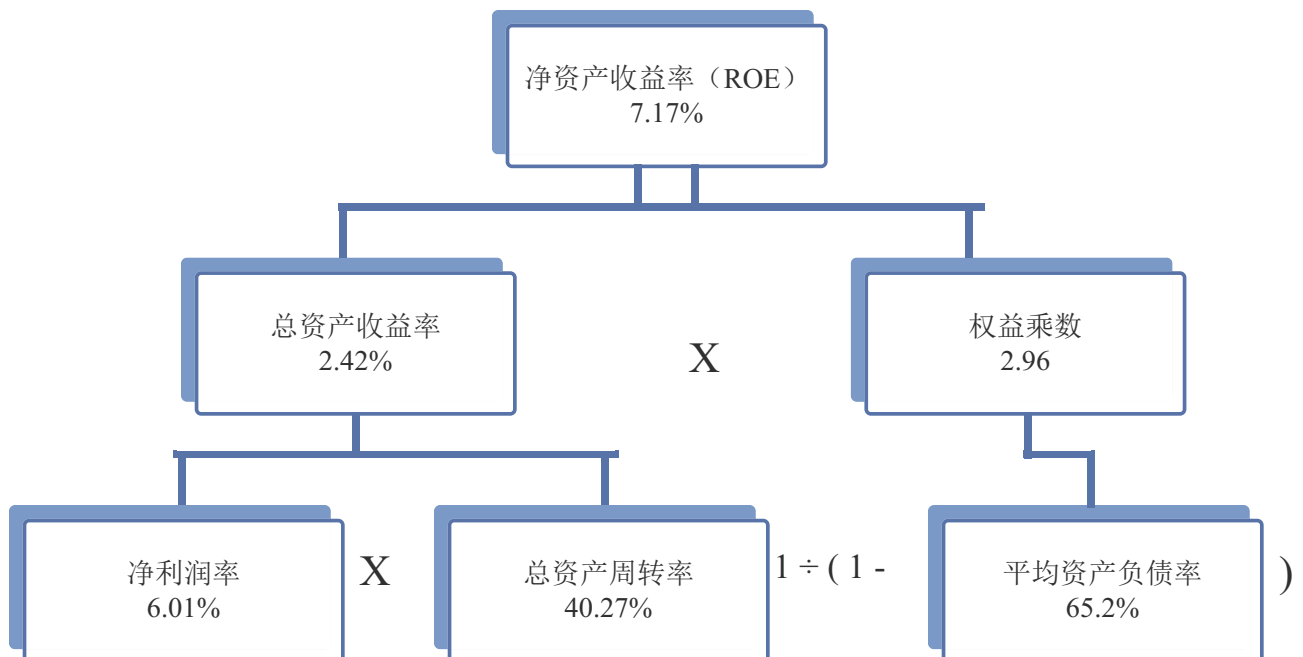 净资产收益率（ROE）
7.17%
总资产收益率
2.42%
X
权益乘数
2.96
净利润率
6.01%
X
总资产周转率
40.27%
1 ÷ ( 1 -
平均资产负债率
65.2%
)